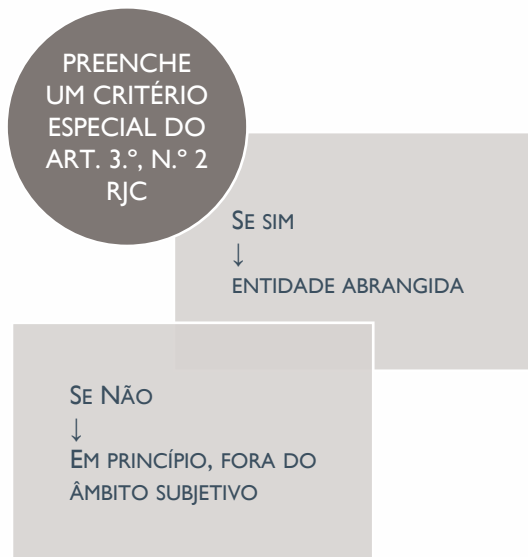 PREENCHE
UM CRITÉRIO
ESPECIAL DO
ART. 3.º, N.º 2
RJC
SE SIM
↓
ENTIDADE ABRANGIDA
SE NÃO
↓
EM PRINCÍPIO, FORA DO
ÂMBITO SUBJETIVO